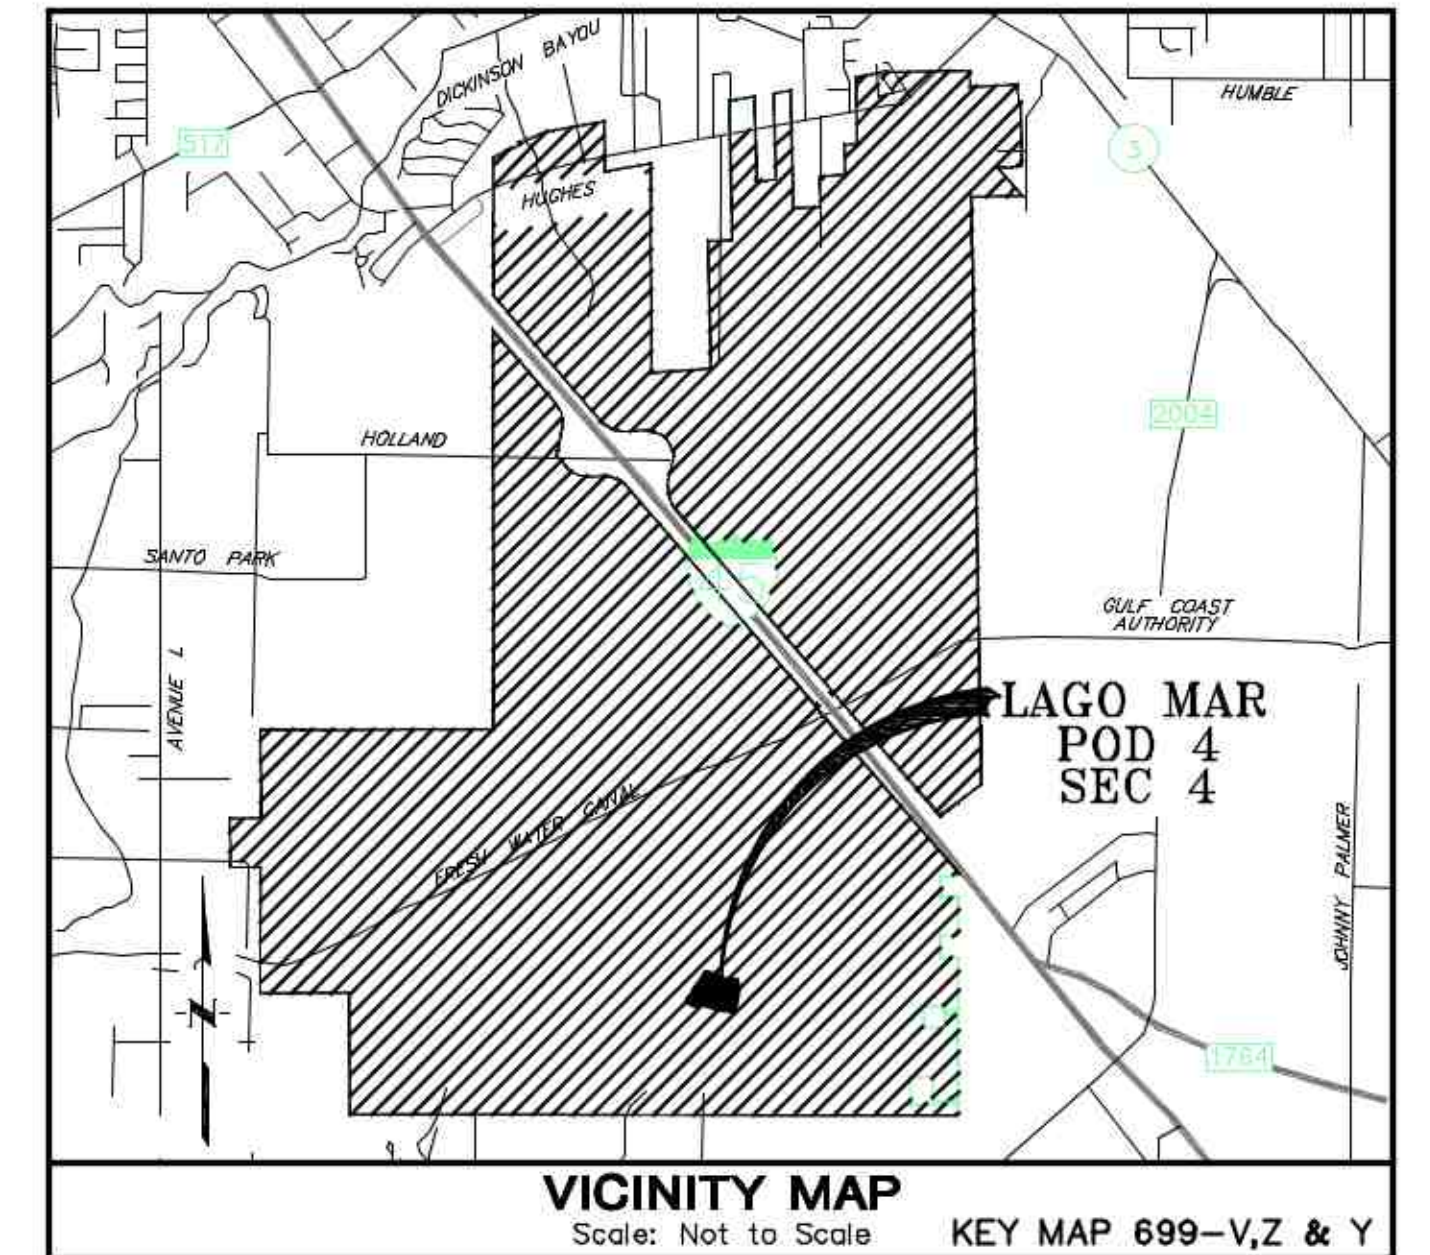 DICKINSON BAYOU
HUMBLE
517
3
HUGHES
2004
HOLLAND
SANTO PARK
GULF COAST
AUTHORITY
AVENUE L
LAGO MAR
POD 4
SEC 4
FRESH WATER CANAL
JOHNNY PALMER
N
1764
VICINITY MAP
Scale: Not to Scale
KEY MAP 699-V,Z & Y